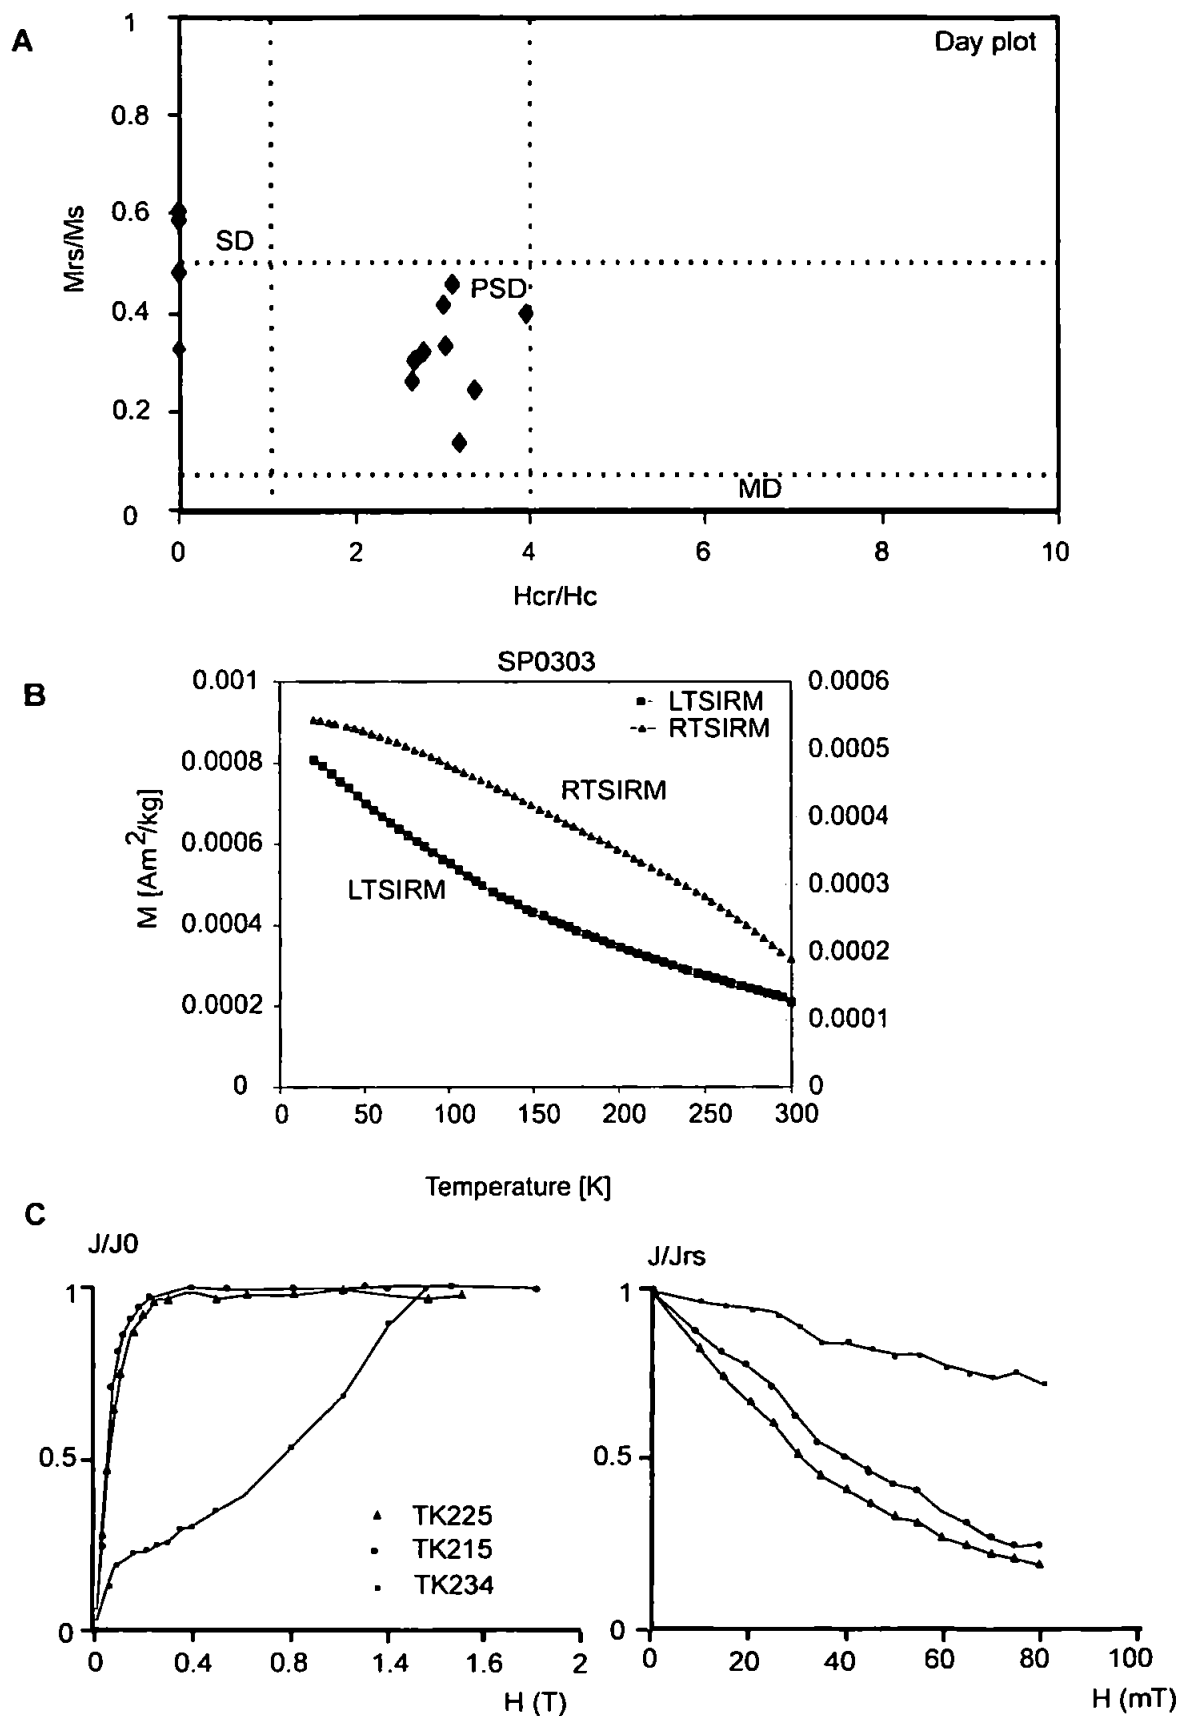 A
Day plot
1
0.8
0.6
0.4
0.2
0
Mrs/Ms
SD
PSD
MD
0 2 4 6 8 10
Hcr/Hc
B
SP0303
0.001
0.0008
0.0006
0.0004
0.0002
0
M [Am²/kg]
LTSIRM
RTSIRM
RTSIRM
LTSIRM
0.0006
0.0005
0.0004
0.0003
0.0002
0.0001
0
0 50 100 150 200 250 300
Temperature [K]
C
J/J0
1
0.5
0
TK225
TK215
TK234
0 0.4 0.8 1.4 1.6 2
H (T)
J/Jrs
1
0.5
0
0 20 40 60 80 100
H (mT)